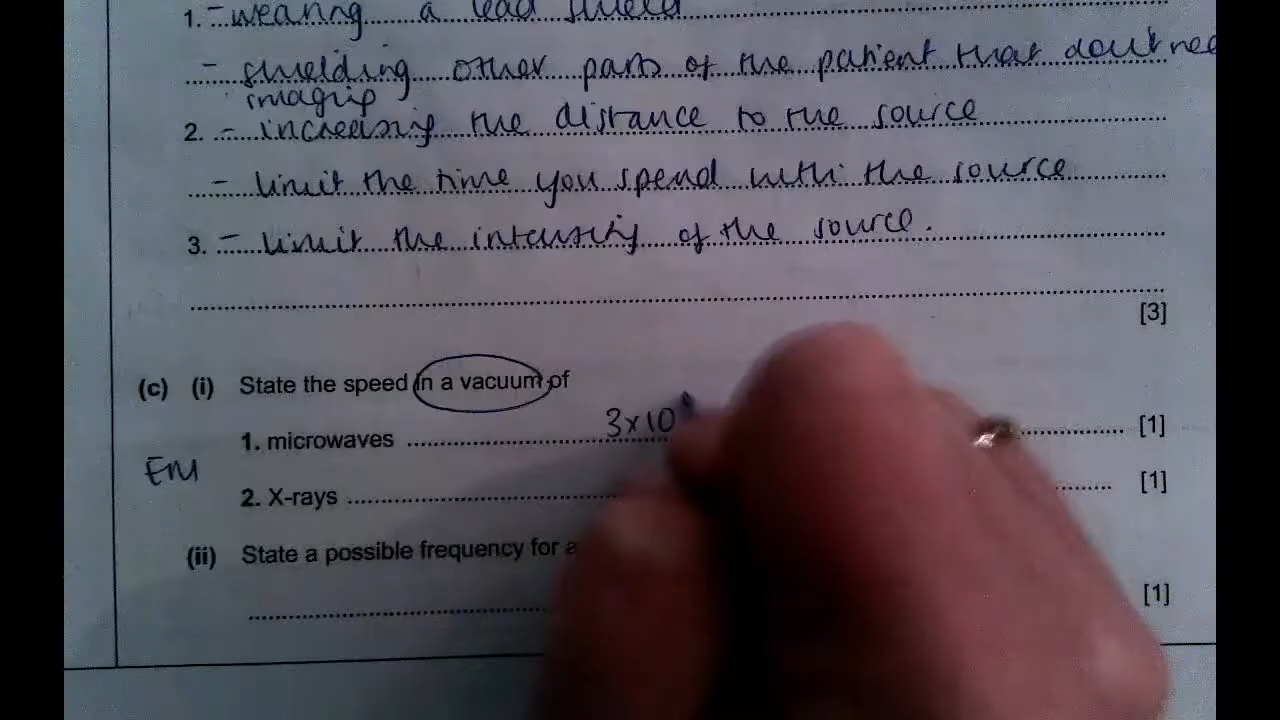 1. - wearing a lead shield
- shielding other parts of the patient that
imaging
2. - increasing the distance to the source
- limit the time you spend with the source
3. - limit the intensity of the source.
[3]
(c) (i) State the speed in a vacuum of
1. microwaves 3x10 [1]
EM
2. X-rays [1]
(ii) State a possible frequency for a
[1]